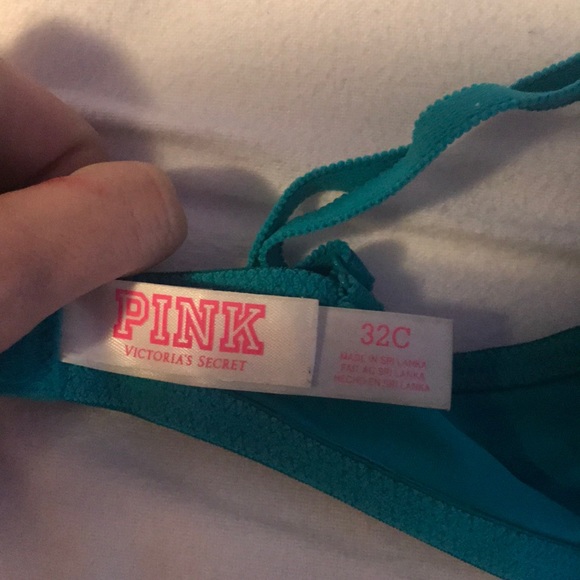 PINK
VICTORIA'S SECRET
32C
MADE IN SRI LANKA
FAIT AU SRI LANKA
HECHO EN SRI LANKA